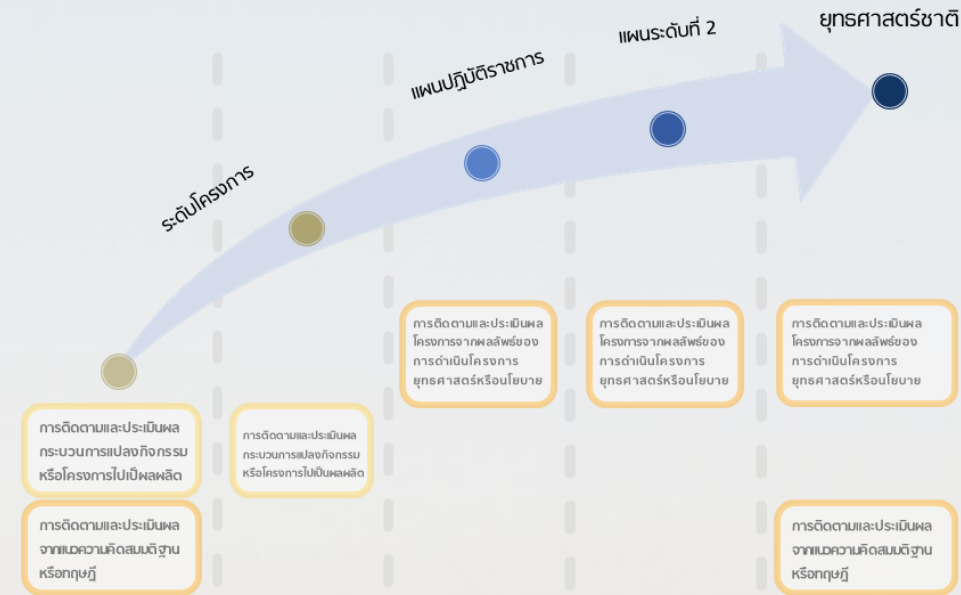 ยุทธศาสตร์ชาติ
แผนระดับที่ 2
แผนปฏิบัติราชการ
ระดับโครงการ
การติดตามและประเมินผล
โครงการจากผลลัพธ์ของ
การดำเนินโครงการ
ยุทธศาสตร์หรือนโยบาย
การติดตามและประเมินผล
โครงการจากผลลัพธ์ของ
การดำเนินโครงการ
ยุทธศาสตร์หรือนโยบาย
การติดตามและประเมินผล
โครงการจากผลลัพธ์ของ
การดำเนินโครงการ
ยุทธศาสตร์หรือนโยบาย
การติดตามและประเมินผล
กระบวนการแปลงกิจกรรม
หรือโครงการไปเป็ผลผลิต
การติดตามและประเมินผล
กระบวนการแปลงกิจกรรม
หรือโครงการไปเป็นผลผลิต
การติดตามและประเมินผล
จากแนวความคิดสมมติฐาน
หรือทฤษฎี
การติดตามและประเมินผล
จากแนวความคิดสมมติฐาน
หรือทฤษฎี